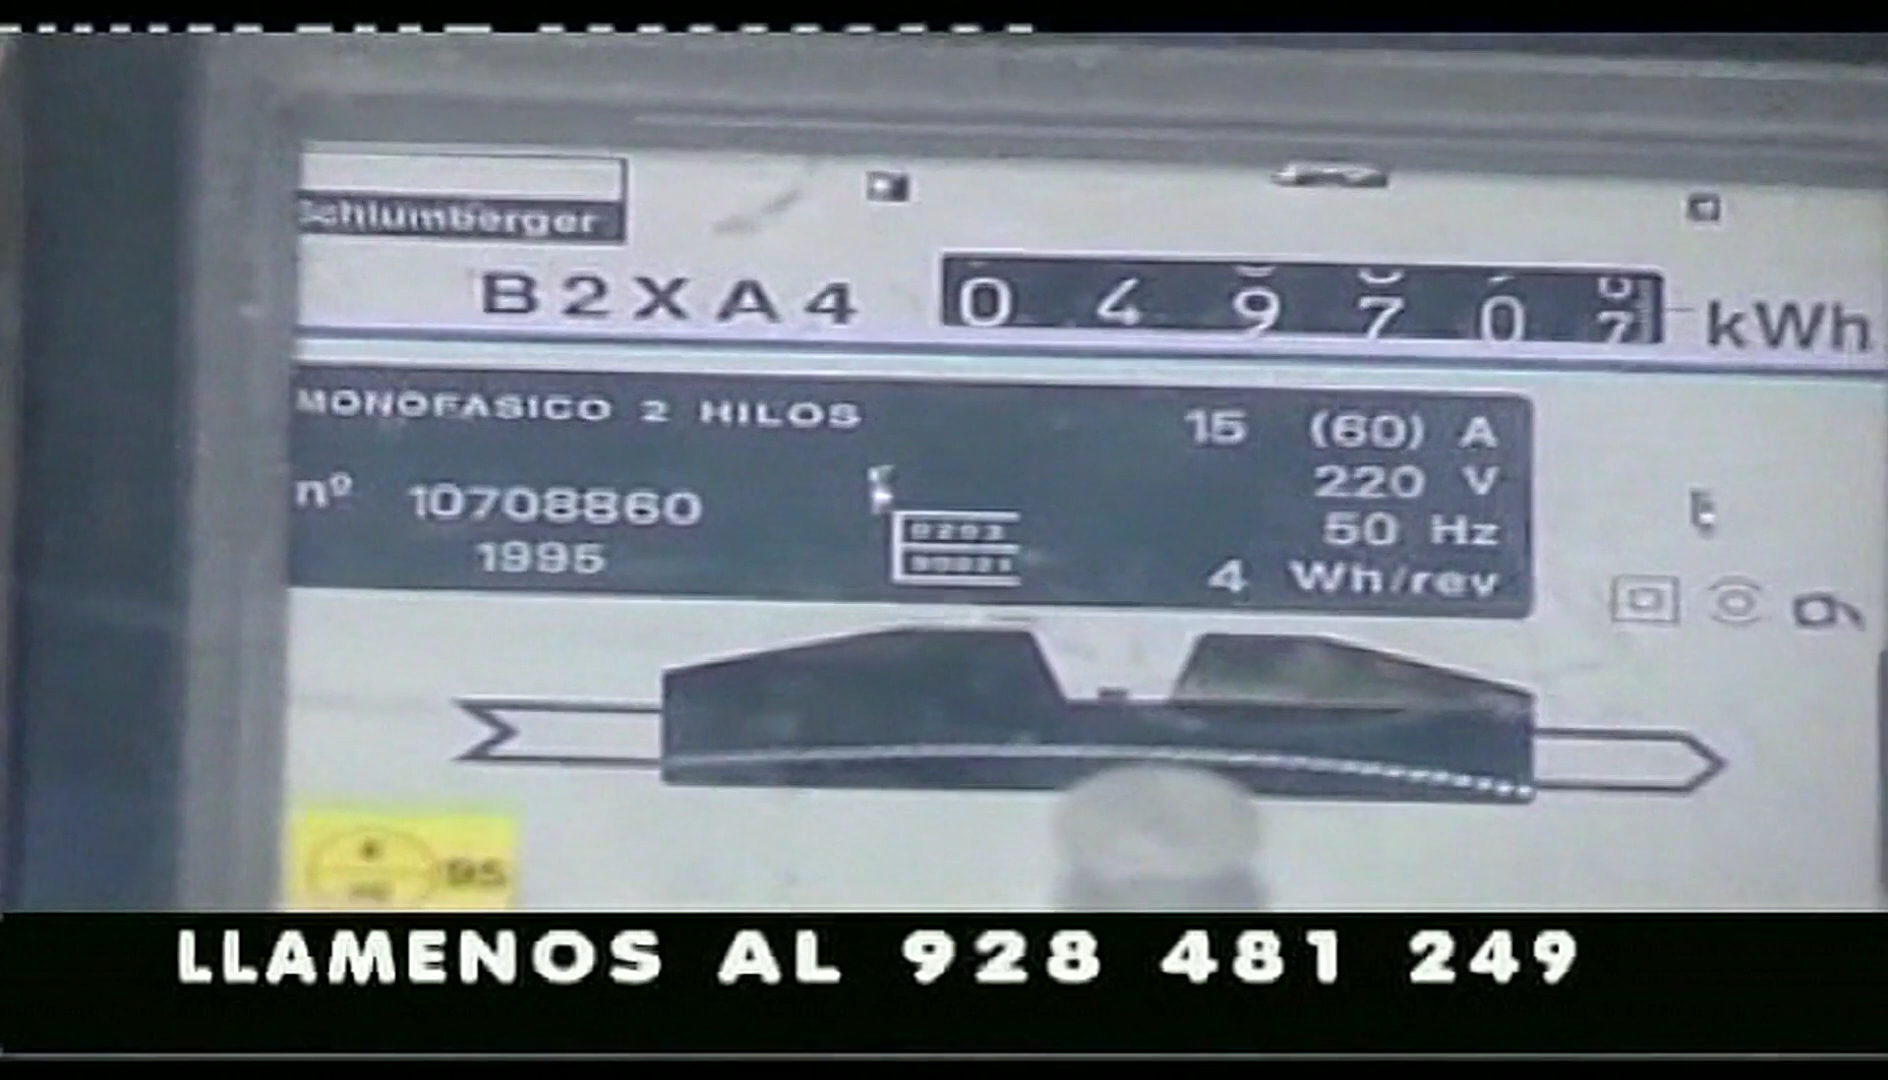 Schlumberger
B2XA4 0 4 9 7 0 7 kWh
MONOFASICO 2 HILOS 15 (60) A
220 V
nº 10708860
50 Hz
1995
4 Wh/rev
95
LLAMENOS AL 928 481 249